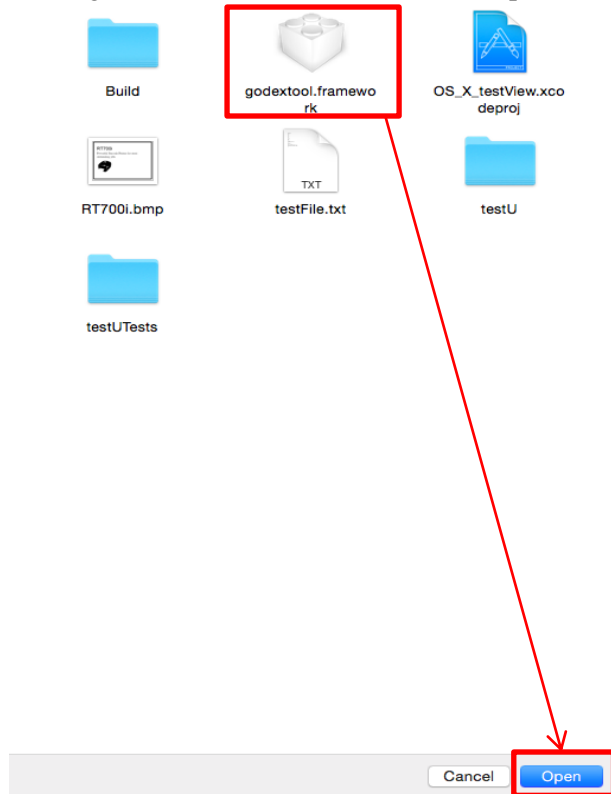 Build
godextool.framewo
rk
OS_X_testView.xco
deproj
RT700i.bmp
TXT
testFile.txt
testU
testUTests
Cancel
Open